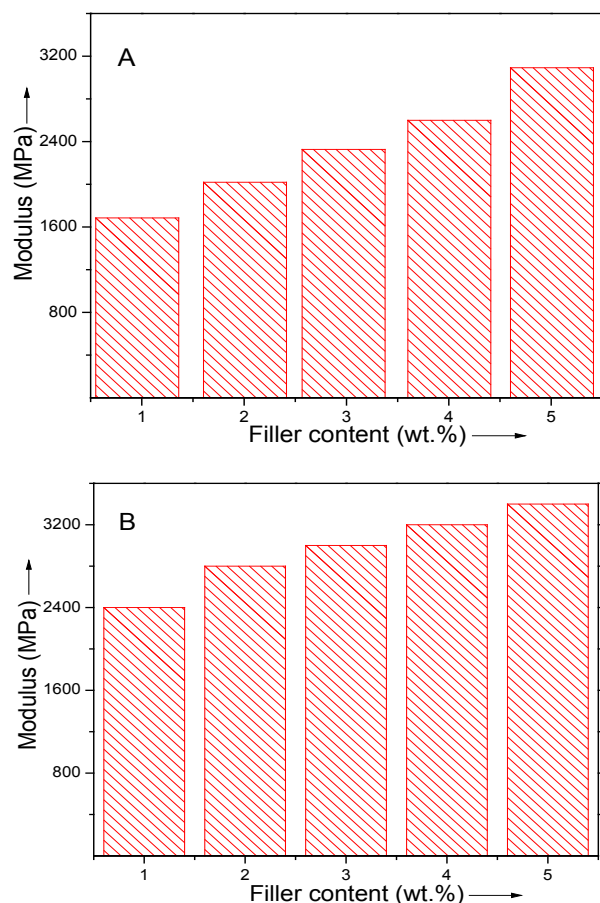 A
Modulus (MPa)
3200
2400
1600
800
1 2 3 4 5
Filler content (wt.%)
B
Modulus (MPa)
3200
2400
1600
800
1 2 3 4 5
Filler content (wt.%)